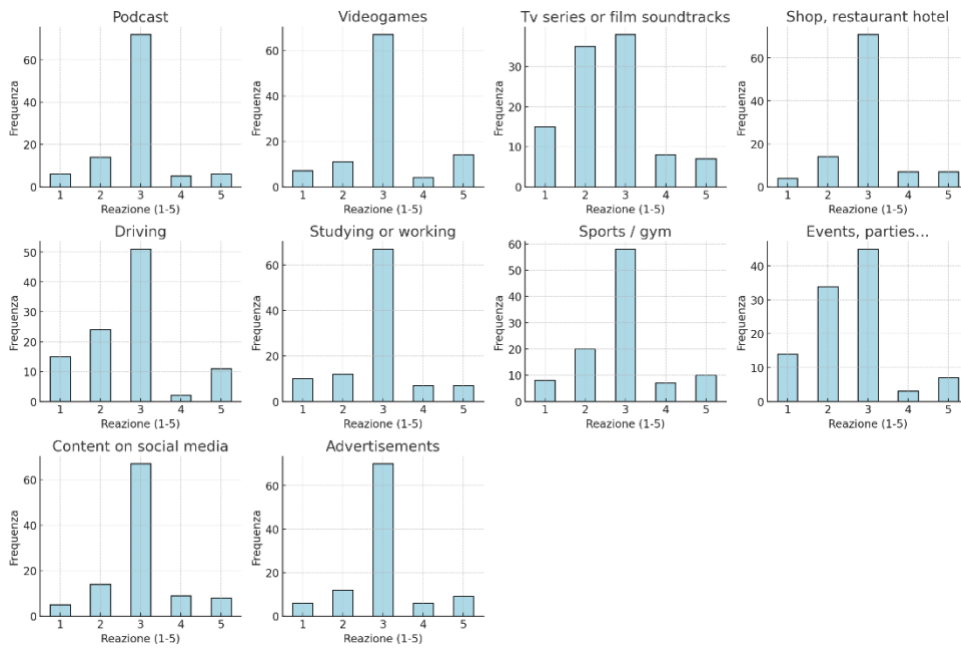 Podcast
Frequenza
60
40
20
0
1 2 3 4 5
Reazione (1-5)
Videogames
Frequenza
60
40
20
0
1 2 3 4 5
Reazione (1-5)
Tv series or film soundtracks
Frequenza
30
20
10
0
1 2 3 4 5
Reazione (1-5)
Shop, restaurant hotel
Frequenza
60
40
20
0
1 2 3 4 5
Reazione (1-5)
Driving
Frequenza
50
40
30
20
10
0
1 2 3 4 5
Reazione (1-5)
Studying or working
Frequenza
60
40
20
0
1 2 3 4 5
Reazione (1-5)
Sports / gym
Frequenza
60
50
40
30
20
10
0
1 2 3 4 5
Reazione (1-5)
Events, parties...
Frequenza
40
30
20
10
0
1 2 3 4 5
Reazione (1-5)
Content on social media
Frequenza
60
40
20
0
1 2 3 4 5
Reazione (1-5)
Advertisements
Frequenza
60
40
20
0
1 2 3 4 5
Reazione (1-5)